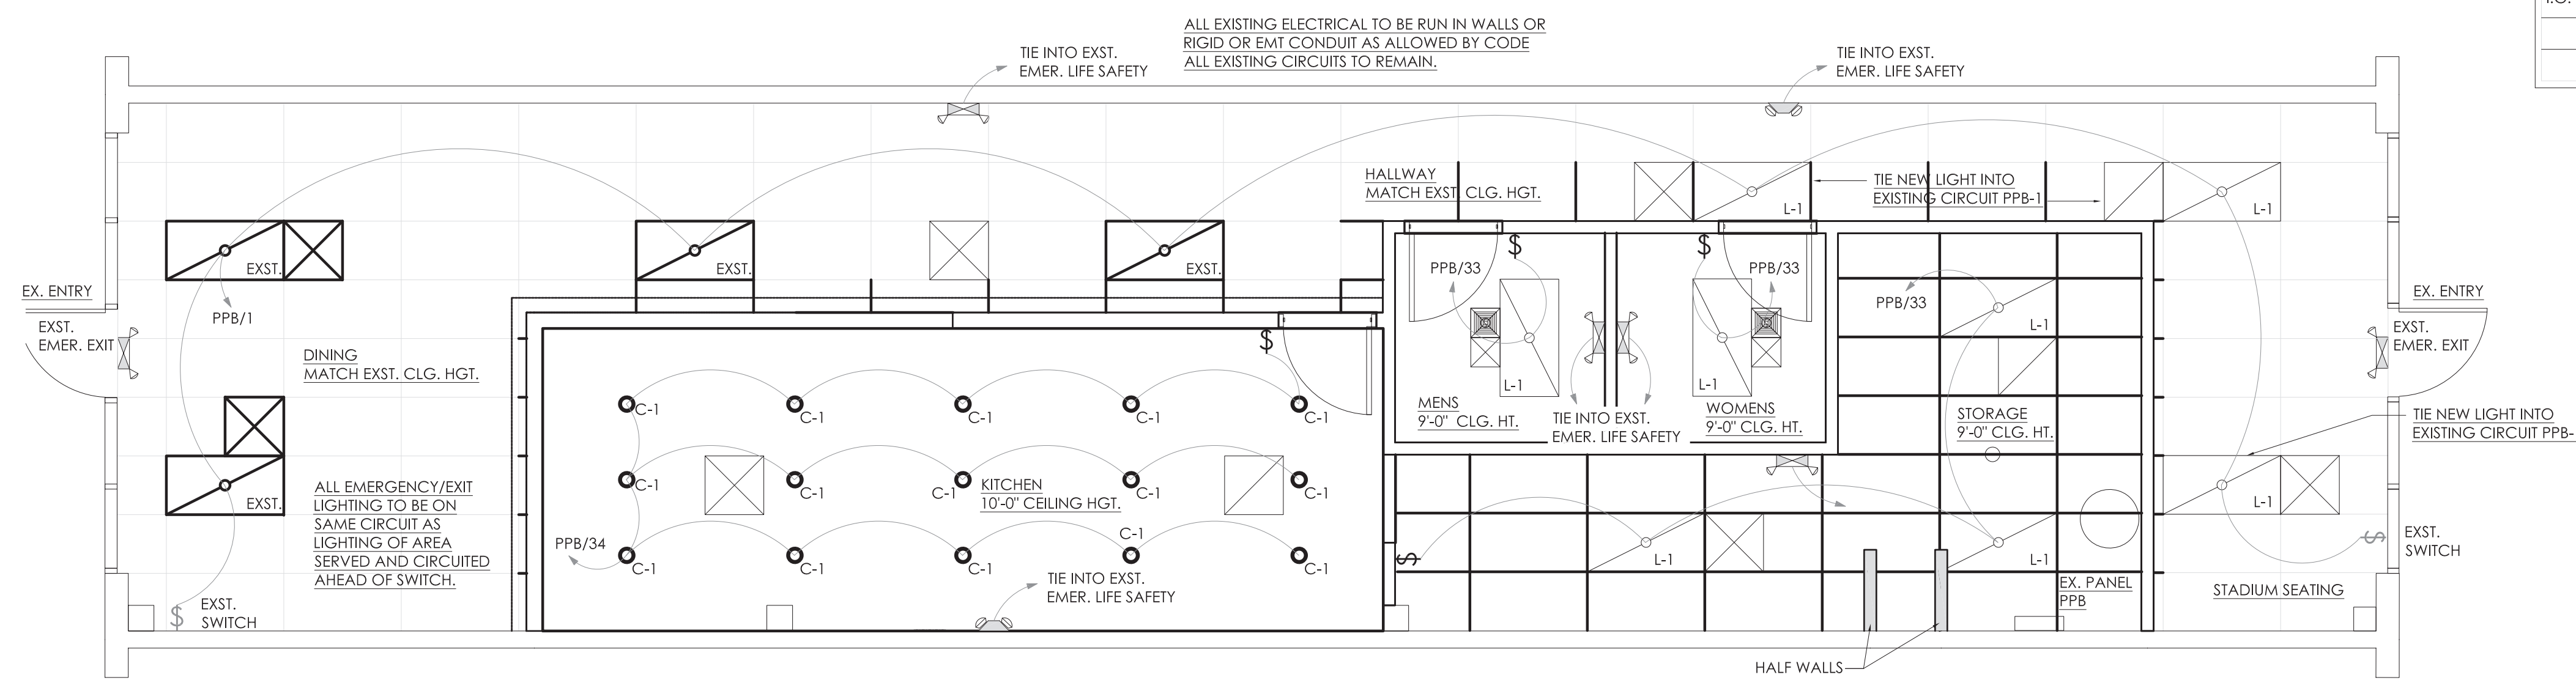 ALL EXISTING ELECTRICAL TO BE RUN IN WALLS OR
RIGID OR EMT CONDUIT AS ALLOWED BY CODE
ALL EXISTING CIRCUITS TO REMAIN.
TIE INTO EXST.
EMER. LIFE SAFETY
TIE INTO EXST.
EMER. LIFE SAFETY
HALLWAY
MATCH EXST. CLG. HGT.
TIE NEW LIGHT INTO
EXISTING CIRCUIT PPB-1
L-1
L-1
EXST.
EXST.
EXST.
PPB/33
PPB/33
PPB/33
EX. ENTRY
EX. ENTRY
PPB/1
EXST.
EMER. EXIT
EXST.
EMER. EXIT
DINING
MATCH EXST. CLG. HGT.
L-1
L-1
L-1
MENS
9'-0" CLG. HT.
WOMENS
9'-0" CLG. HT.
TIE INTO EXST.
EMER. LIFE SAFETY
STORAGE
9'-0" CLG. HT.
TIE NEW LIGHT INTO
EXISTING CIRCUIT PPB-
C-1
C-1
C-1
C-1
C-1
C-1
C-1
C-1
C-1
C-1
KITCHEN
10'-0" CEILING HGT.
EXST.
ALL EMERGENCY/EXIT
LIGHTING TO BE ON
SAME CIRCUIT AS
LIGHTING OF AREA
SERVED AND CIRCUITED
AHEAD OF SWITCH.
L-1
PPB/34
C-1
C-1
C-1
C-1
C-1
L-1
L-1
EXST.
SWITCH
TIE INTO EXST.
EMER. LIFE SAFETY
EX. PANEL
PPB
STADIUM SEATING
EXST.
SWITCH
HALF WALLS